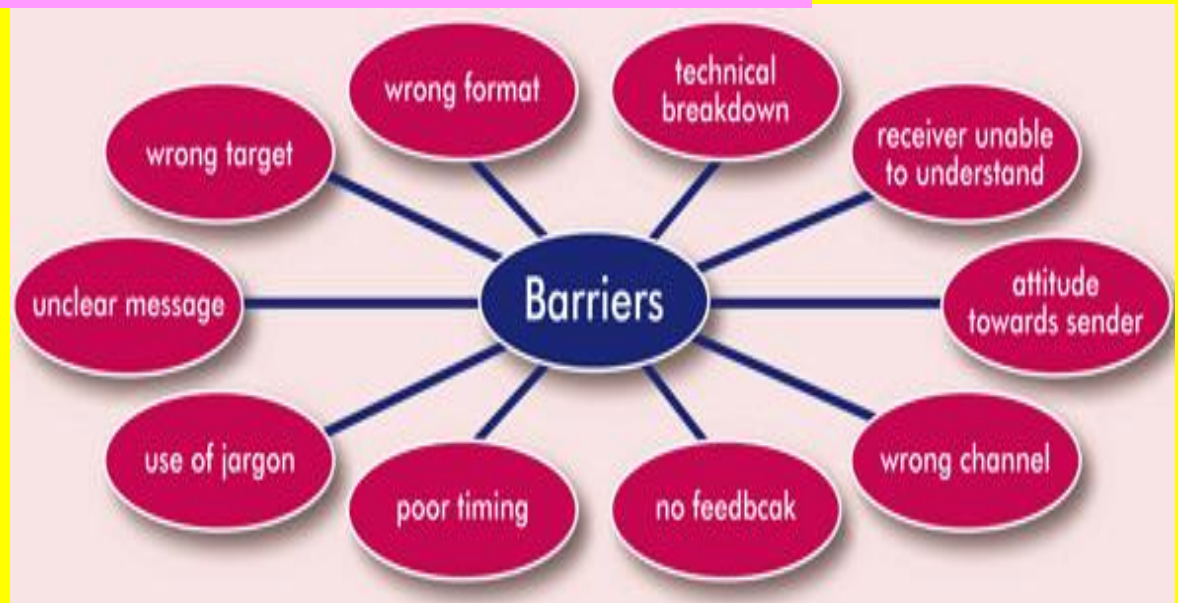 wrong format
technical
breakdown
wrong target
receiver unable
to understand
unclear message
Barriers
attitude
towards sender
use of jargon
poor timing
no feedbcak
wrong channel